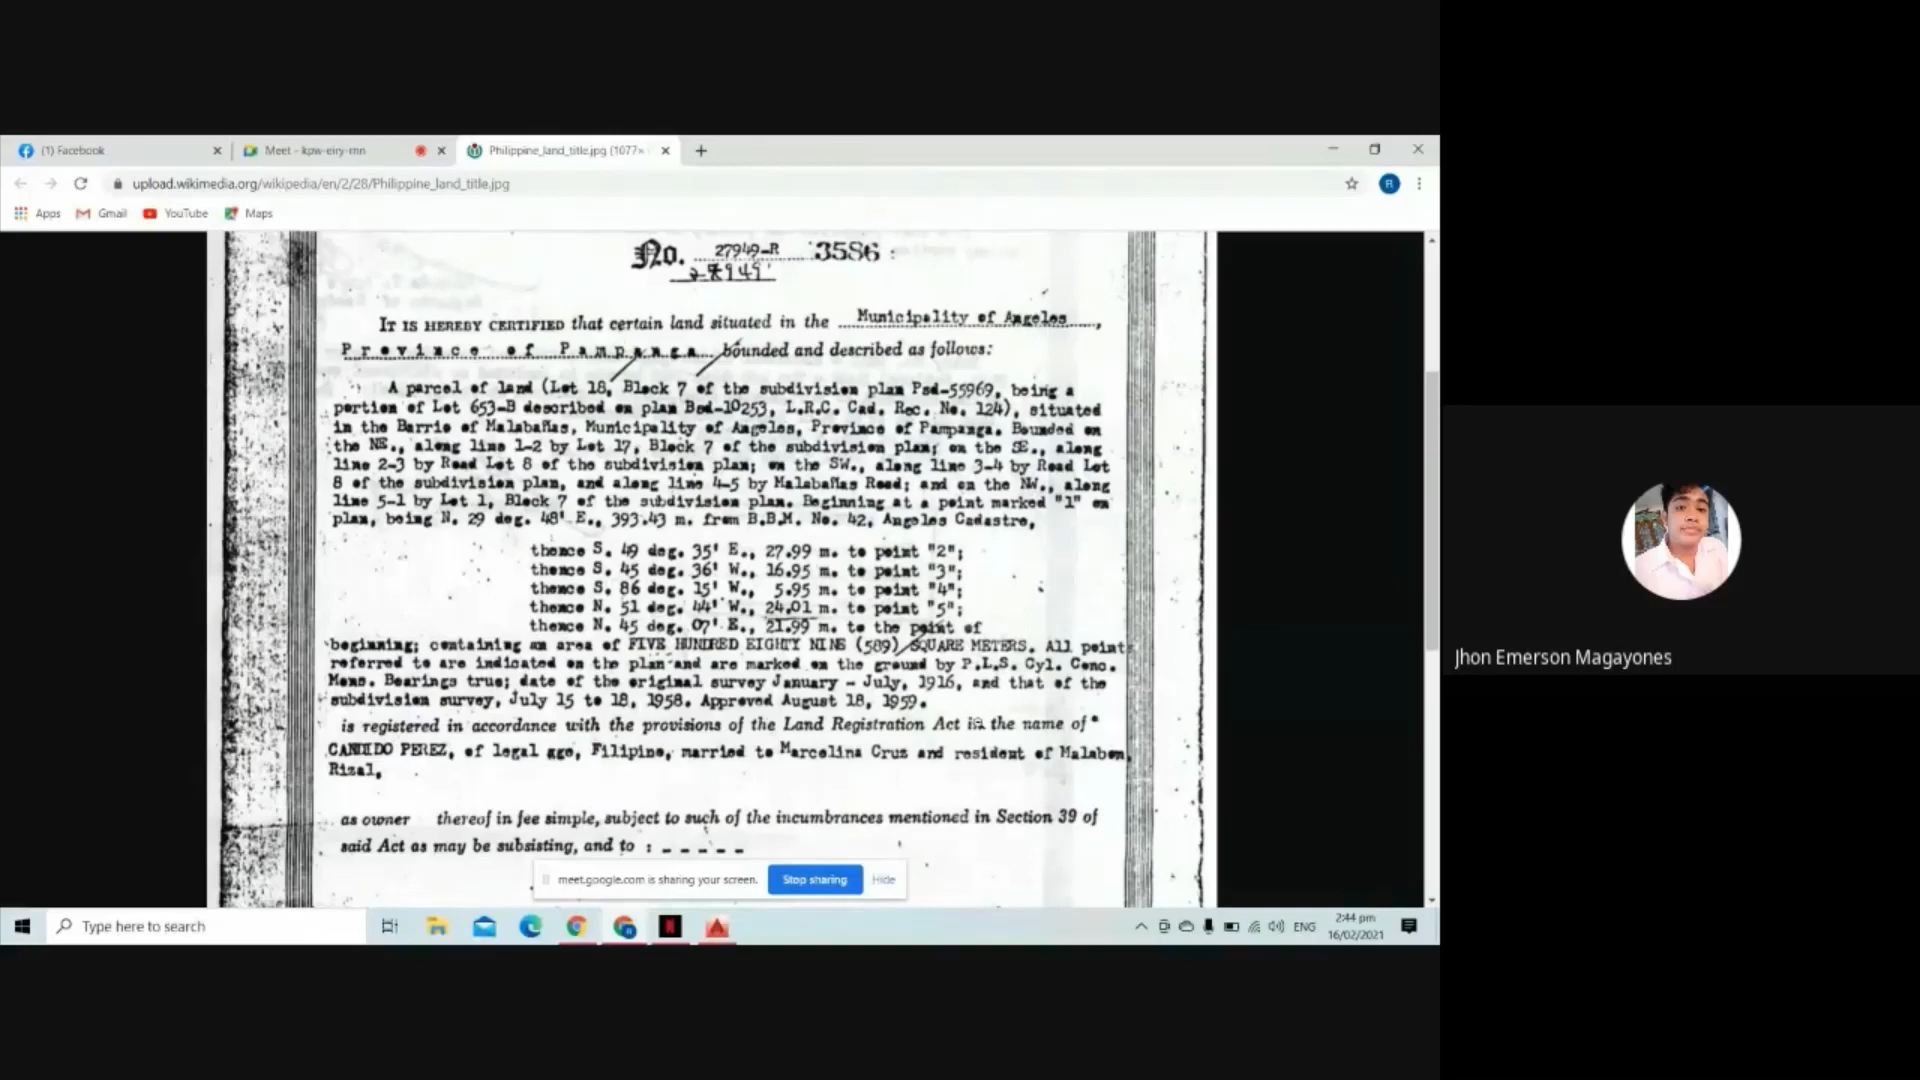 (1) Facebook
Meet - kpw-eiry-rnn
Philippine_land_title.jpg (1077×
upload.wikimedia.org/wikipedia/en/2/28/Philippine_land_title.jpg
R
Apps Gmail YouTube Maps
No. 27949-R 3586
27949
IT IS HEREBY CERTIFIED that certain land situated in the Municipality of Angeles,
Province of Pampanga bounded and described as follows:
A parcel of land (Lot 18, Block 7 of the subdivision plan Psd-55969, being a
portion of Lot 653-B described on plan Bsd-10253, L.R.C. Cad. Rec. No. 124), situated
in the Barrio of Malabañas, Municipality of Angeles, Province of Pampanga. Bounded on
the NE., along line 1-2 by Lot 17, Block 7 of the subdivision plan; on the SE., along
line 2-3 by Road Lot 8 of the subdivision plan; on the SW., along line 3-4 by Road Lot
8 of the subdivision plan, and along line 4-5 by Malabañas Road; and on the NW., along
line 5-1 by Lot 1, Block 7 of the subdivision plan. Beginning at a point marked "1" on
plan, being N. 29 deg. 48' E., 393.43 m. from B.B.M. No. 42, Angeles Cadastre,
thence S. 49 deg. 35' E., 27.99 m. to point "2";
thence S. 45 deg. 36' W., 16.95 m. to point "3";
thence S. 86 deg. 15' W., 5.95 m. to point "4";
thence N. 51 deg. 44' W., 24.01 m. to point "5";
thence N. 45 deg. 07' E., 21.99 m. to the point of
beginning; containing an area of FIVE HUNDRED EIGHTY NINE (589) SQUARE METERS. All points
referred to are indicated on the plan and are marked on the ground by P.L.S. Cyl. Conc.
Mons. Bearings true; date of the original survey January - July, 1916, and that of the
subdivision survey, July 15 to 18, 1958. Approved August 18, 1959.
is registered in accordance with the provisions of the Land Registration Act in the name of
CANDIDO PEREZ, of legal age, Filipino, married to Marcelina Cruz and resident of Malabon,
Rizal,
as owner thereof in fee simple, subject to such of the incumbrances mentioned in Section 39 of
said Act as may be subsisting, and to : - - - - -
meet.google.com is sharing your screen. Stop sharing Hide
Type here to search
ENG
2:44 pm
16/02/2021
Jhon Emerson Magayones